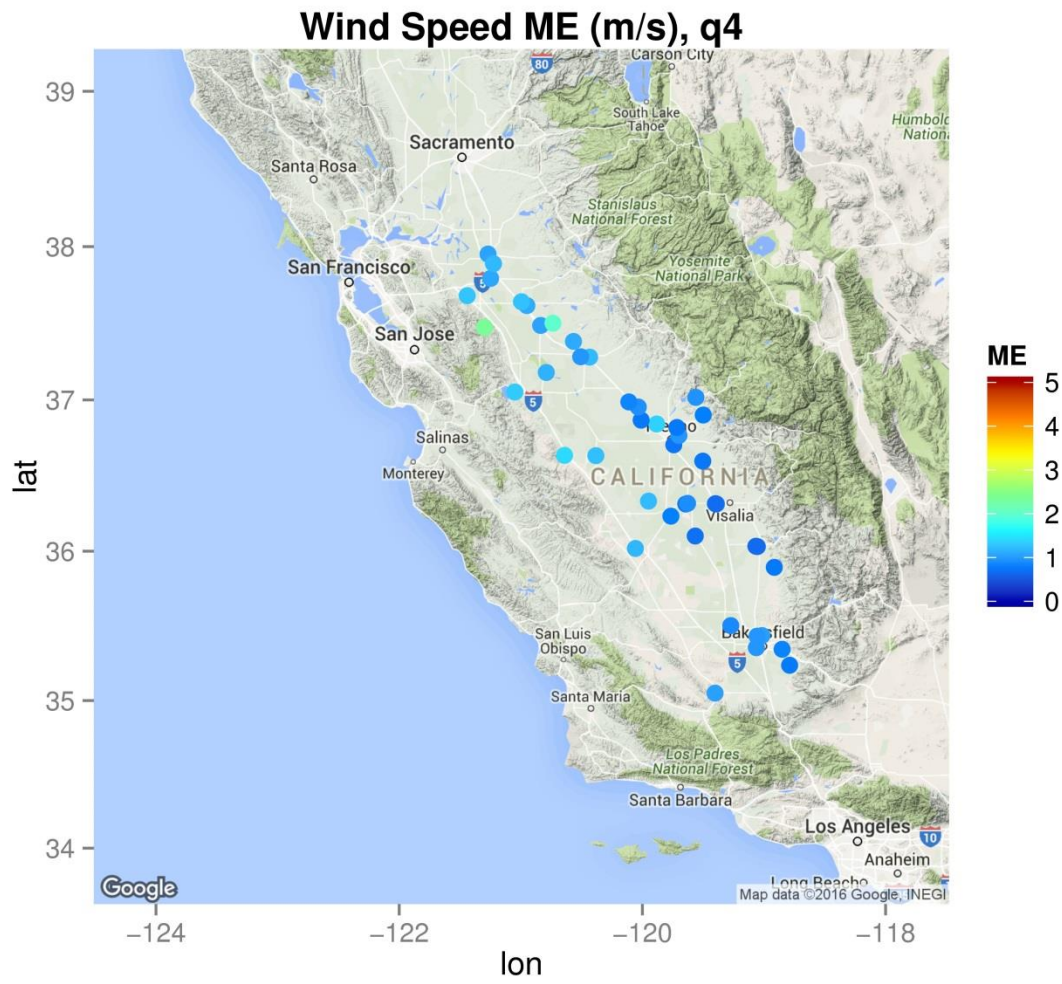 Wind Speed ME (m/s), q4
39
38
37
36
35
34
lat
−124
−122
−120
−118
lon
80
Carson City
South Lake
Tahoe
Sacramento
Santa Rosa
Stanislaus
National Forest
San Francisco
5
Yosemite
National Park
San Jose
5
Salinas
Monterey
CALIFORNIA
Visalia
San Luis
Obispo
5
Santa Maria
Los Padres
National Forest
Santa Barbara
Los Angeles
10
Anaheim
Long Beach
Google
Map data ©2016 Google, INEGI
ME
5
4
3
2
1
0